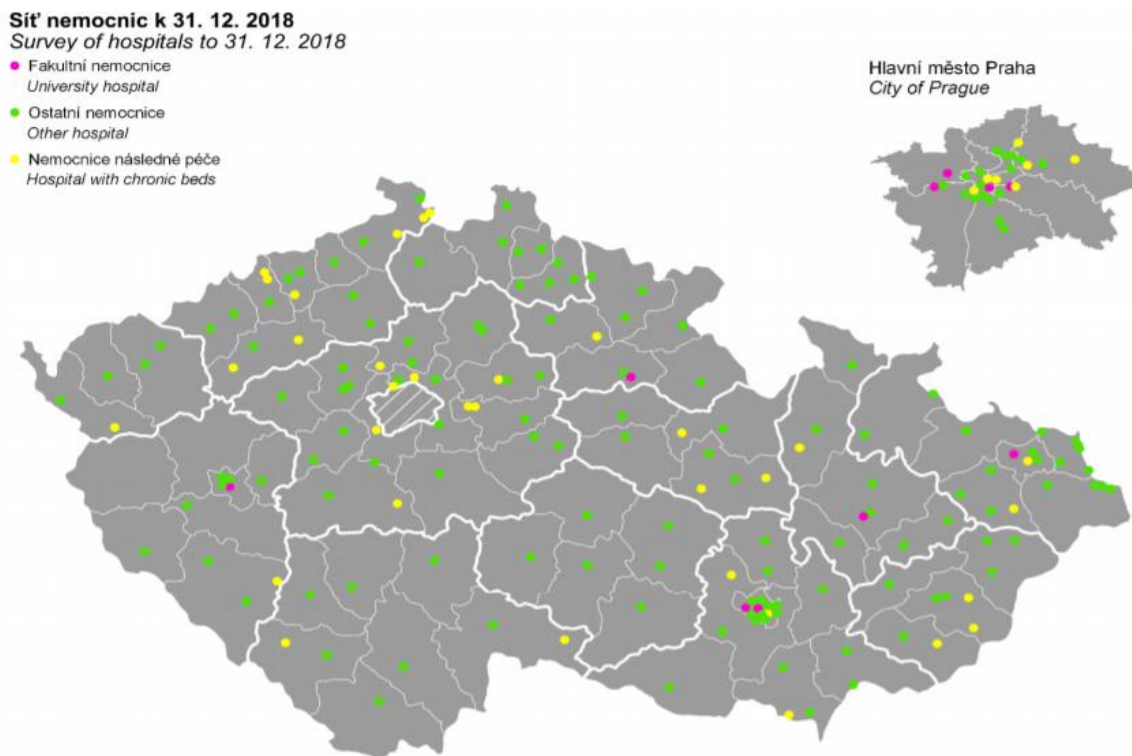 Síť nemocnic k 31. 12. 2018
Survey of hospitals to 31. 12. 2018
Fakultní nemocnice
University hospital
Ostatní nemocnice
Other hospital
Nemocnice následné péče
Hospital with chronic beds
Hlavní město Praha
City of Prague